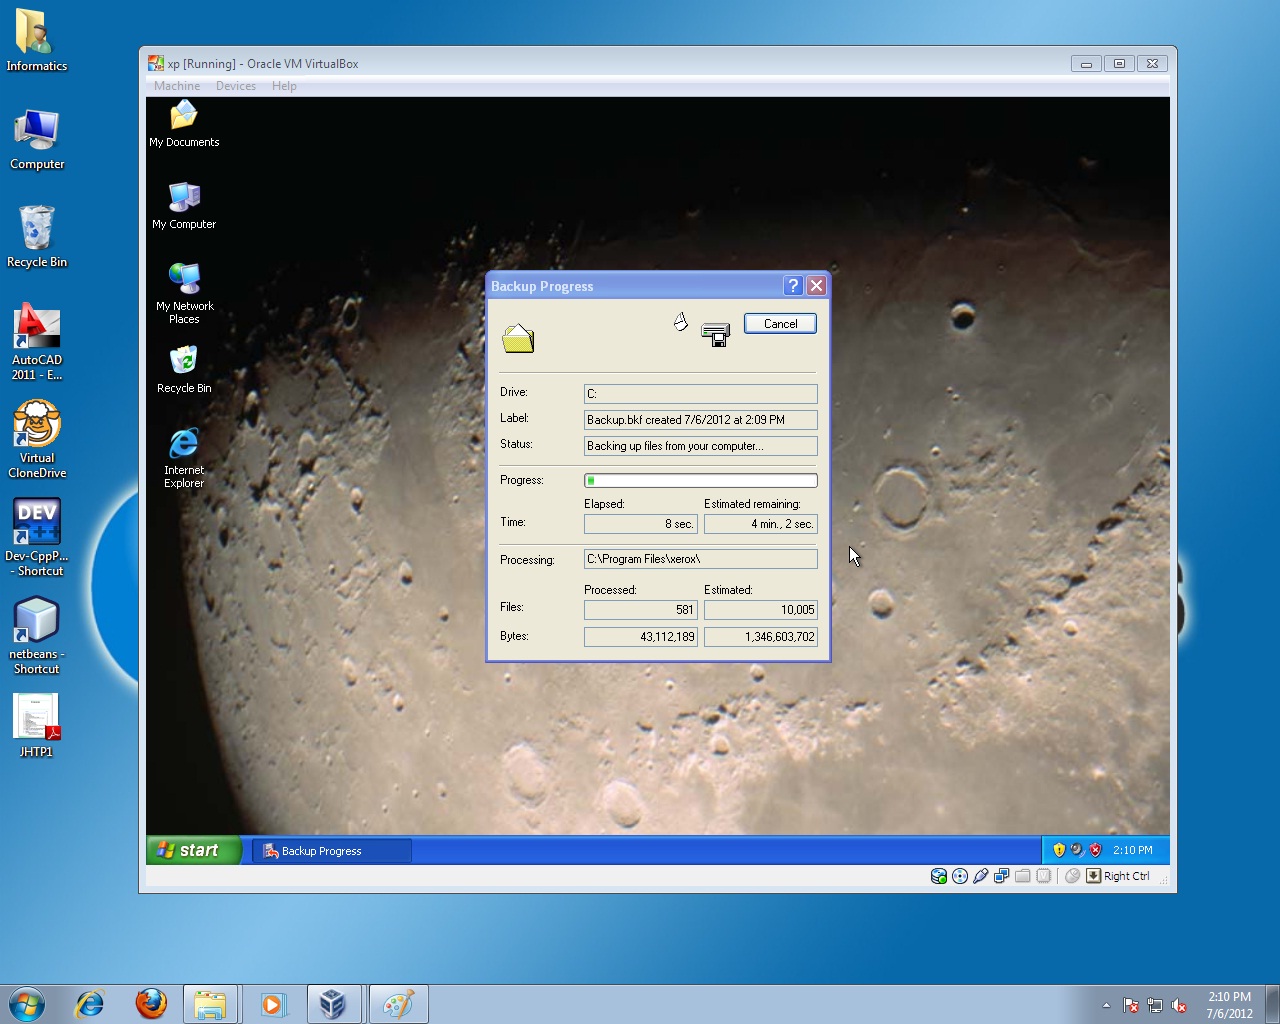 Informatics
Computer
Recycle Bin
AutoCAD
2011 - E...
Virtual
CloneDrive
DEV
Dev-CppP...
- Shortcut
netbeans -
Shortcut
JHTP1
xp [Running] - Oracle VM VirtualBox
Machine Devices Help
My Documents
My Computer
My Network
Places
Recycle Bin
Internet
Explorer
Backup Progress
Cancel
Drive: C:
Label: Backup.bkf created 7/6/2012 at 2:09 PM
Status: Backing up files from your computer...
Progress:
Elapsed: Estimated remaining:
Time: 8 sec. 4 min., 2 sec.
Processing: C:\Program Files\xerox\
Processed: Estimated:
Files: 581 10,005
Bytes: 43,112,189 1,346,603,702
start Backup Progress 2:10 PM
Right Ctrl
2:10 PM
7/6/2012